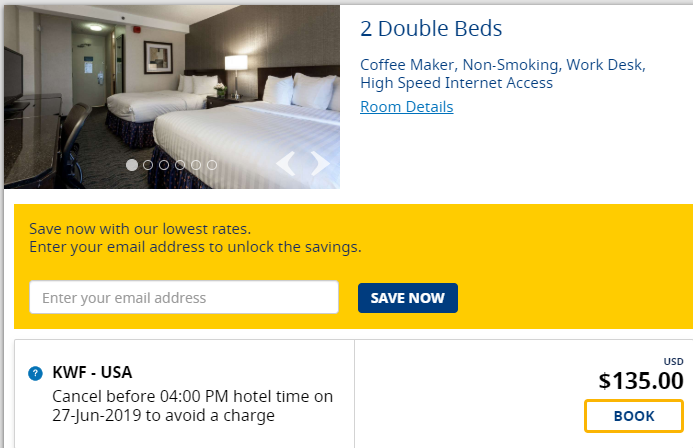 2 Double Beds
Coffee Maker, Non-Smoking, Work Desk,
High Speed Internet Access
Room Details
Save now with our lowest rates.
Enter your email address to unlock the savings.
Enter your email address
SAVE NOW
? KWF - USA
Cancel before 04:00 PM hotel time on
27-Jun-2019 to avoid a charge
USD
$135.00
BOOK